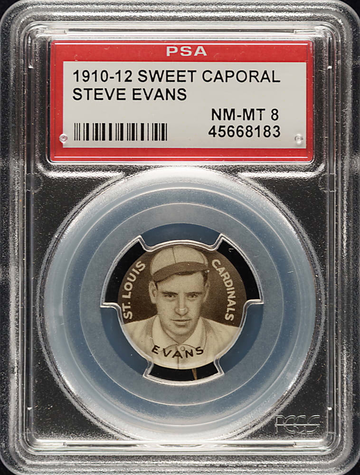 PSA
1910-12 SWEET CAPORAL
STEVE EVANS
NM-MT 8
45668183
ST. LOUIS
CARDINALS
EVANS